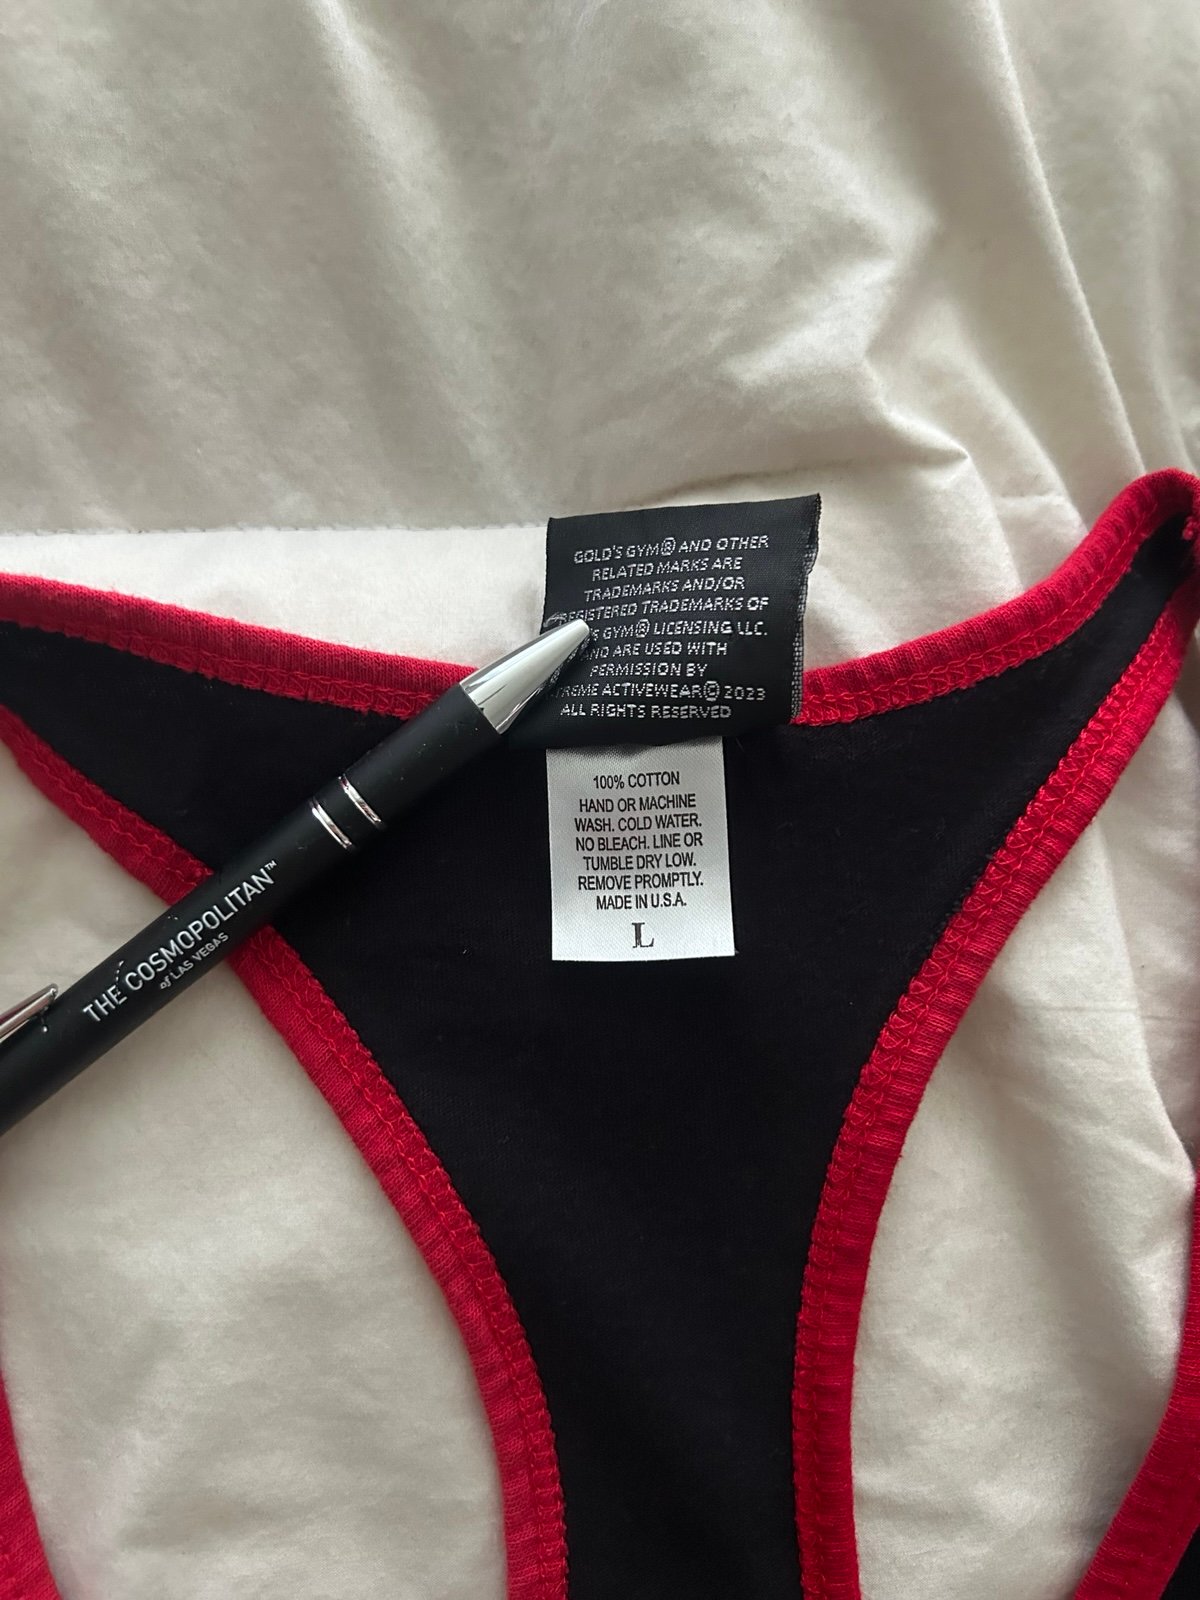 GOLD'S GYM® AND OTHER
RELATED MARKS ARE
TRADEMARKS AND/OR
REGISTERED TRADEMARKS OF
GYM® LICENSING LLC.
AND ARE USED WITH
PERMISSION BY
ACTIVEWEAR© 2023
ALL RIGHTS RESERVED
100% COTTON
HAND OR MACHINE
WASH. COLD WATER.
NO BLEACH. LINE OR
TUMBLE DRY LOW.
REMOVE PROMPTLY.
MADE IN U.S.A.
L
THE COSMOPOLITAN™
of LAS VEGAS